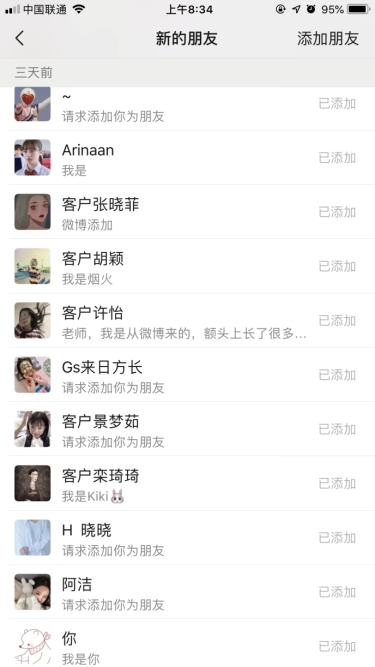 中国联通 上午8:34 95%
新的朋友 添加朋友
三天前
~ 已添加
请求添加你为朋友
Arinaan 已添加
我是
客户张晓菲 已添加
微博添加
客户胡颖 已添加
我是烟火
客户许怡 已添加
老师，我是从微博来的，额头上长了很多...
Gs来日方长 已添加
请求添加你为朋友
客户景梦茹 已添加
请求添加你为朋友
客户栾琦琦 已添加
我是Kiki🐰
H 晓晓 已添加
请求添加你为朋友
阿洁 已添加
请求添加你为朋友
你 已添加
我是你